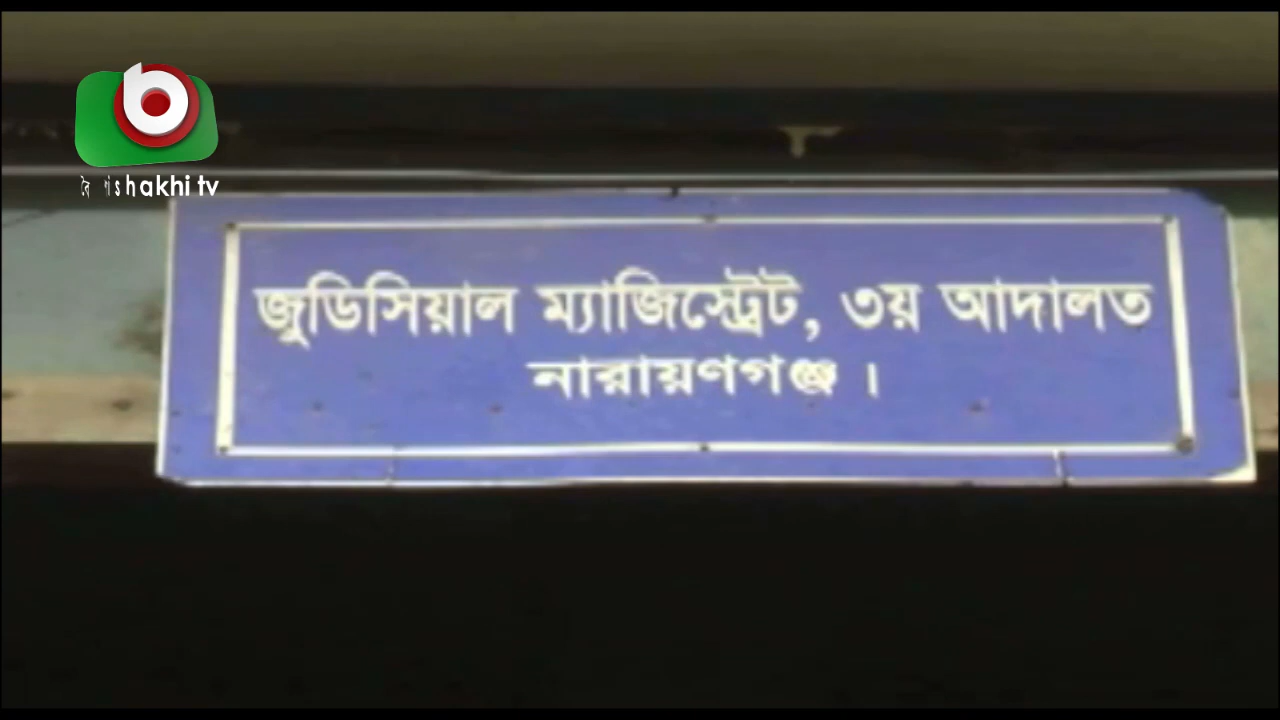 shakhi tv
জুডিসিয়াল ম্যাজিস্ট্রেট, ৩য় আদালত
নারায়ণগঞ্জ ।